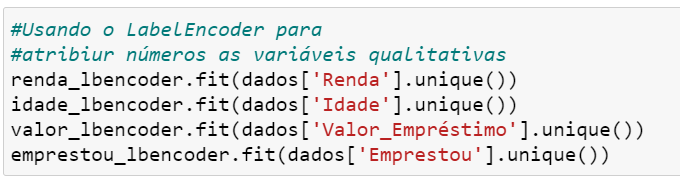 #Usando o LabelEncoder para
#atribiur números as variáveis qualitativas
renda_lbencoder.fit(dados['Renda'].unique())
idade_lbencoder.fit(dados['Idade'].unique())
valor_lbencoder.fit(dados['Valor_Empréstimo'].unique())
emprestou_lbencoder.fit(dados['Emprestou'].unique())